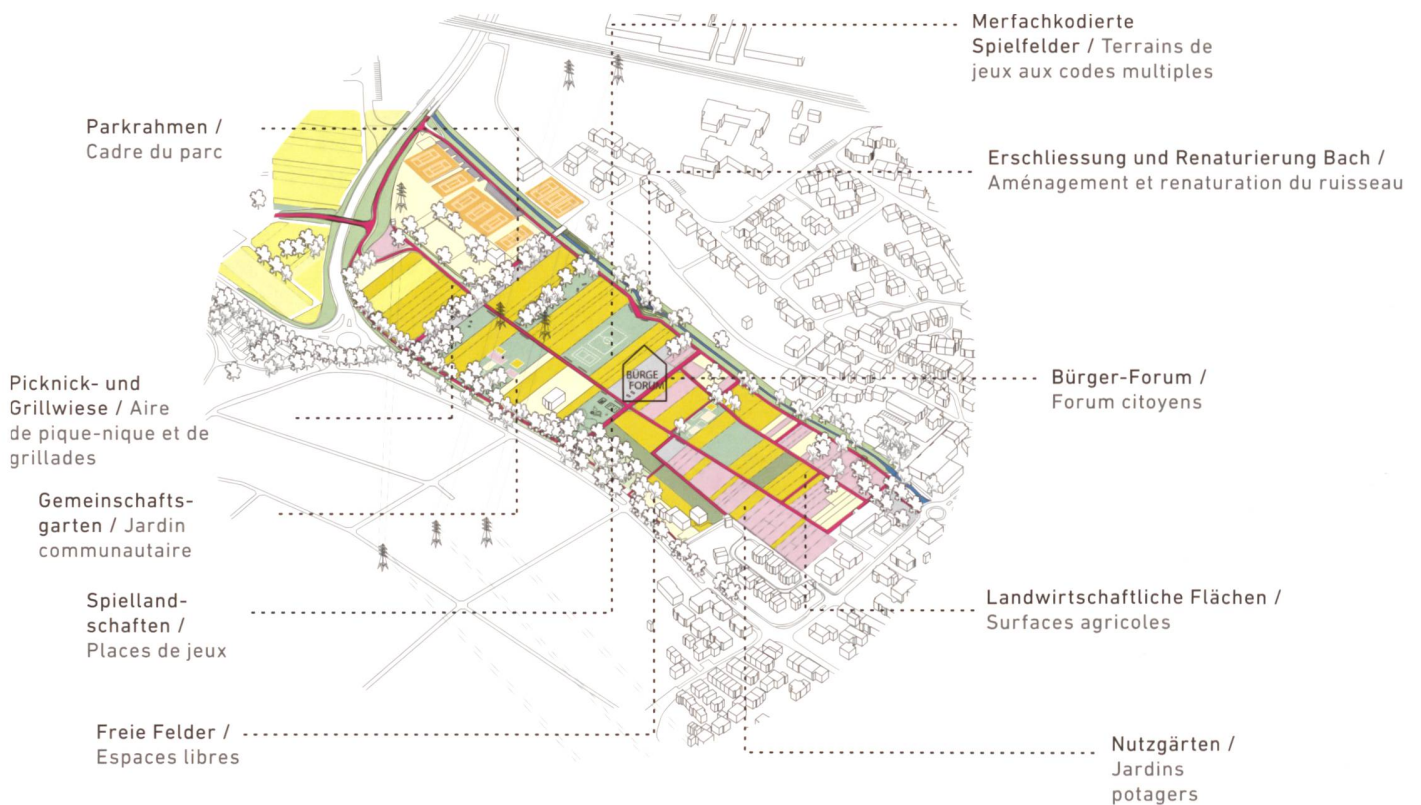 Merfachkodierte
Spielfelder / Terrains de
jeux aux codes multiples
Parkrahmen /
Cadre du parc
Erschliessung und Renaturierung Bach /
Aménagement et renaturation du ruisseau
Picknick- und
Grillwiese / Aire
de pique-nique et de
grillades
BÜRGE
FORUM
Bürger-Forum /
Forum citoyens
Gemeinschafts-
garten / Jardin
communautaire
Spielland-
schaften /
Places de jeux
Landwirtschaftliche Flächen /
Surfaces agricoles
Freie Felder /
Espaces libres
Nutzgärten /
Jardins
potagers